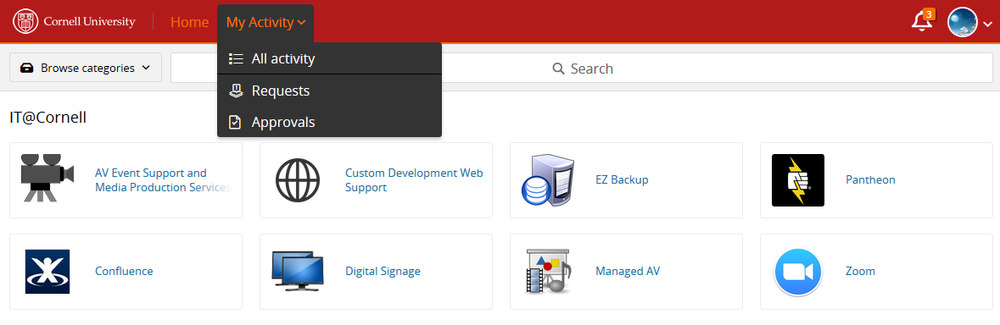 Cornell University
Home
My Activity
3
All activity
Requests
Approvals
Browse categories
Search
IT@Cornell
AV Event Support and
Media Production Services
Custom Development Web
Support
EZ Backup
Pantheon
Confluence
Digital Signage
Managed AV
Zoom